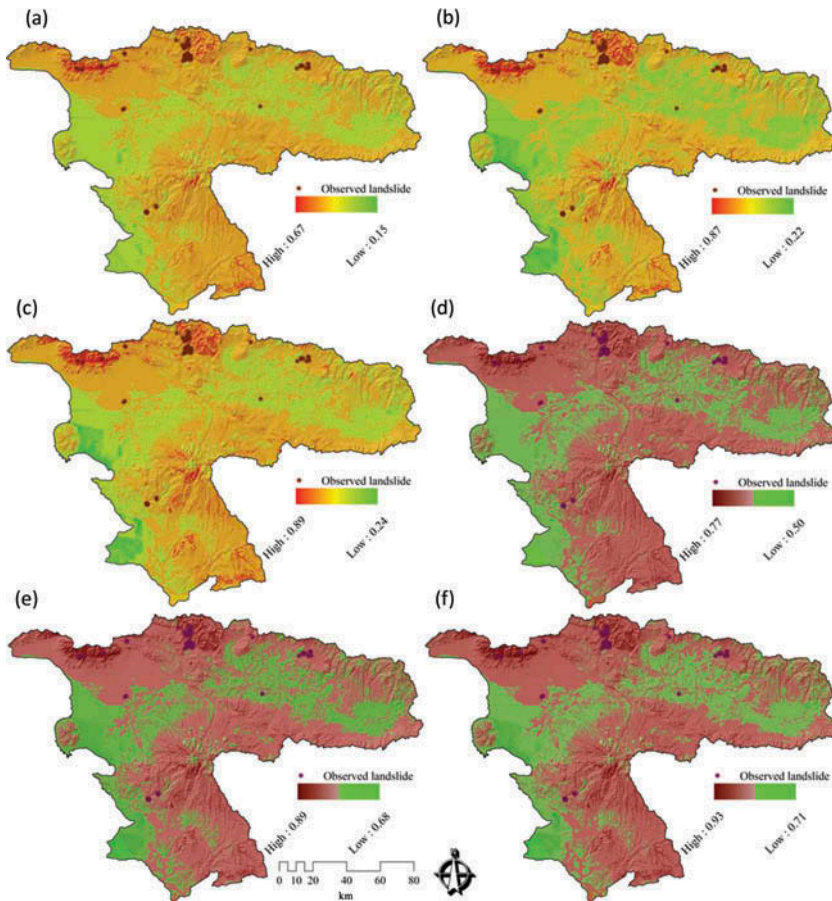 (a)
(b)
Observed landslide
High : 0.67
Low : 0.15
Observed landslide
High : 0.87
Low : 0.22
(c)
(d)
Observed landslide
High : 0.89
Low : 0.24
Observed landslide
High : 0.77
Low : 0.50
(e)
(f)
Observed landslide
High : 0.89
Low : 0.68
Observed landslide
High : 0.93
Low : 0.71
0 5 10 20 40 60 80
km